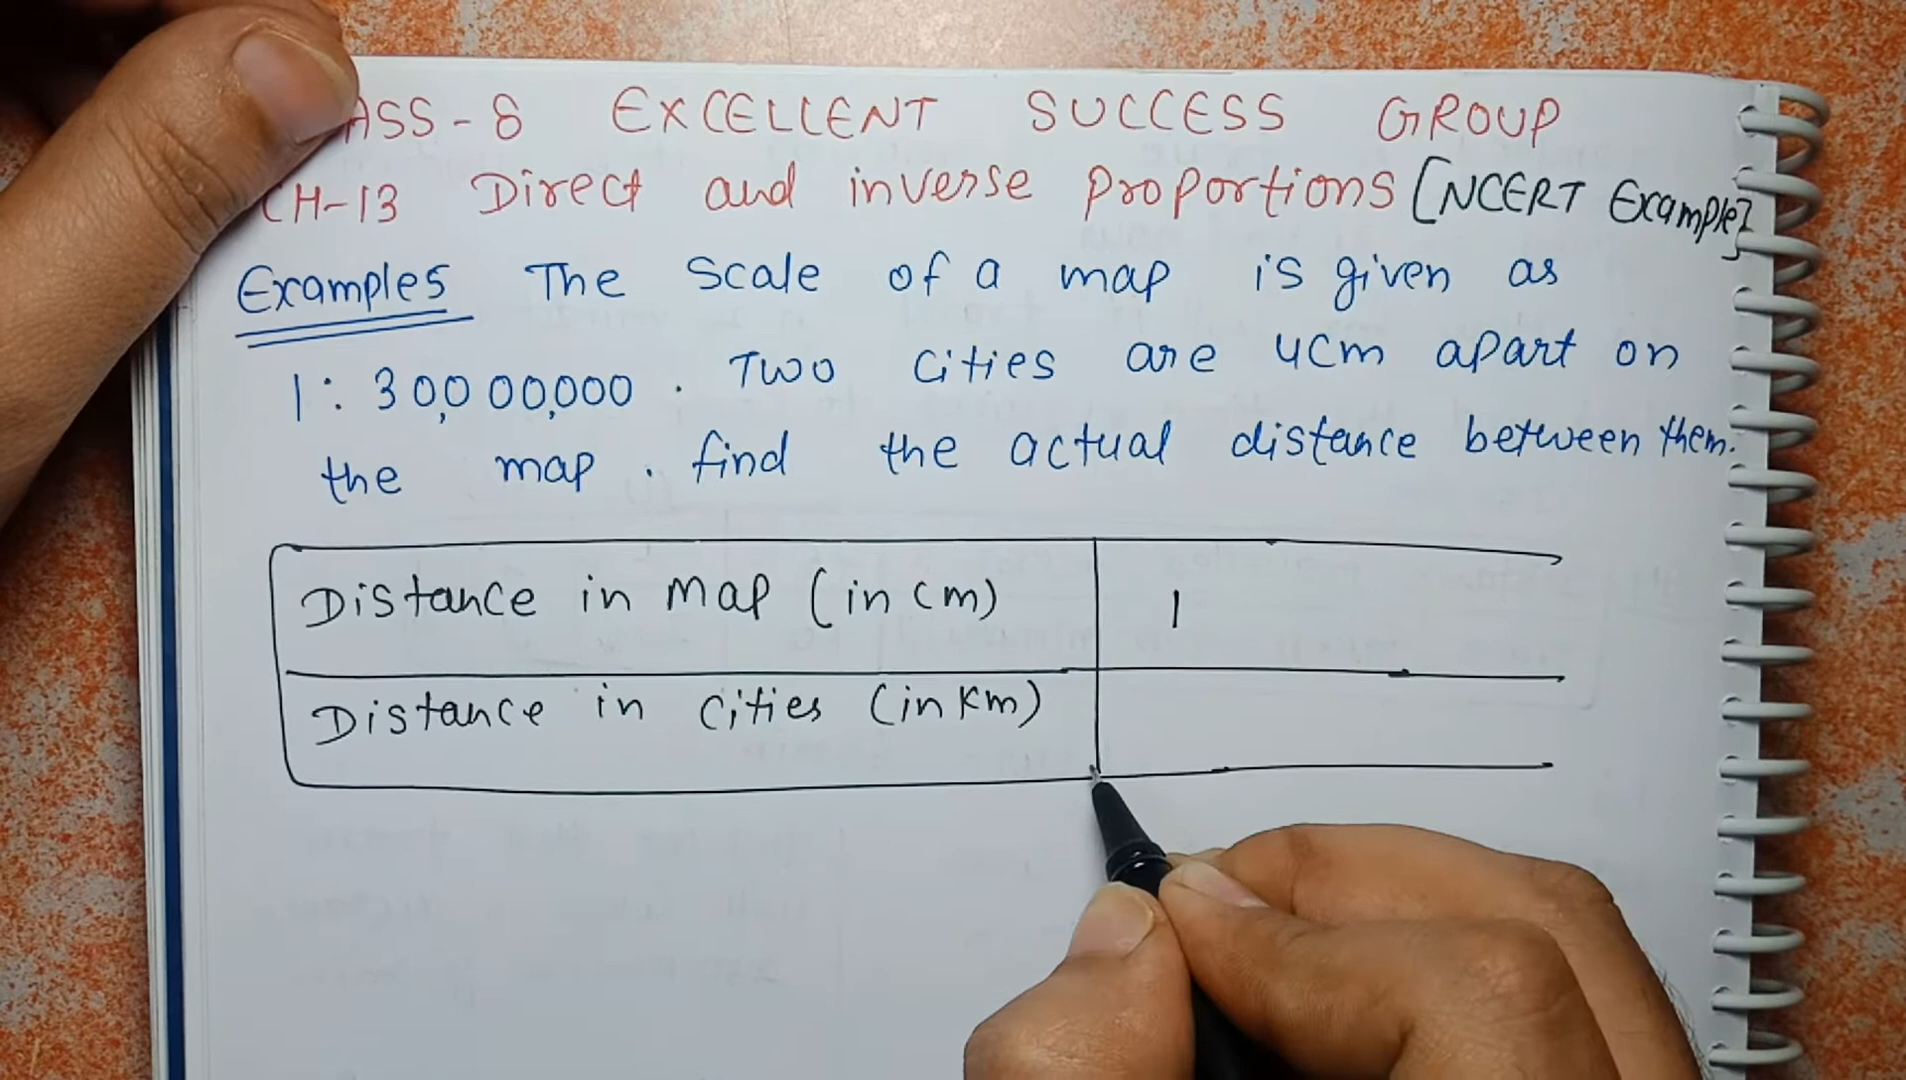 ASS-8 EXCELLENT SUCCESS GROUP
CH-13 Direct and inverse proportions [NCERT Example]
Examples The Scale of a map is given as
1: 30,000,000. Two Cities are 4cm apart on
the map. find the actual distance between them.
Distance in map (in cm) 1
Distance in Cities (in Km)